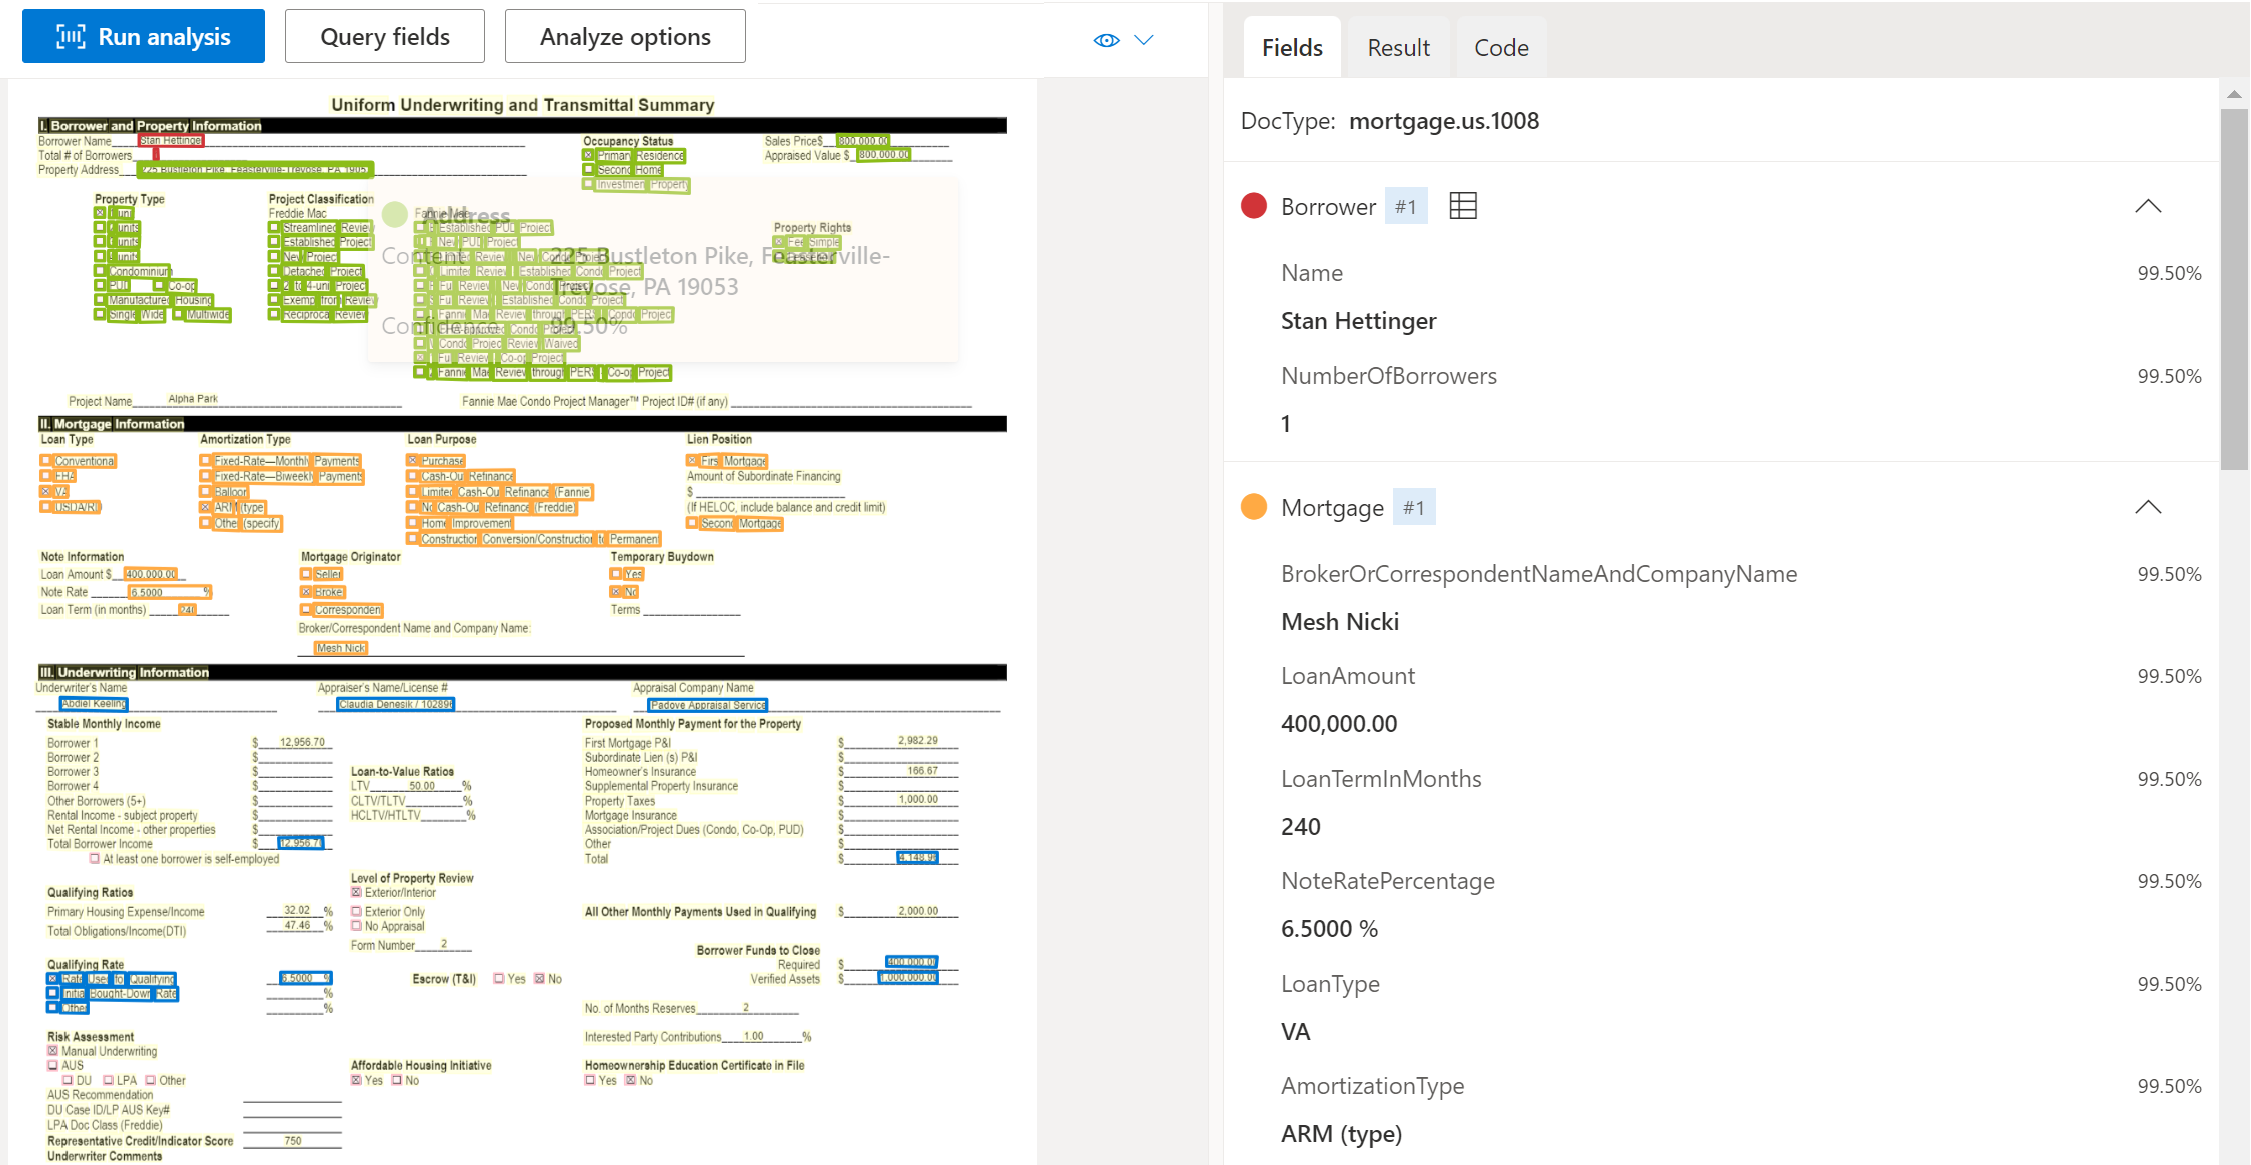 Run analysis
Query fields
Analyze options
Uniform Underwriting and Transmittal Summary
I. Borrower and Property Information
Borrower Name Stan Hettinger
Total # of Borrowers
Property Address 225 Bustleton Pike, Feasterville-Trevose, PA 19053
Occupancy Status
Primary Residence
Second Home
Investment Property
Sales Price$ 800,000.00
Appraised Value $ 800,000.00
Property Type
Condominium
PUD Co-op
Manufactured Housing
Single Wide Multiwide
Project Classification
Freddie Mac
Streamlined Review
Established Project
New Project
Detached Project
2- to 4-unit Project
Exempt from Review
Reciprocal Review
Fannie Mae
Established PUD Project
New PUD Project
Limited Review New Condo Project
Limited Review Established Condo Project
Full Review New Condo Project
Full Review Established Condo Project
Fannie Mae Review through PERS Condo Project
FHA-approved Condo Project
Condo Project Review Waived
Full Review Co-op Project
Fannie Mae Review through PERS Co-op Project
Property Rights
Fee Simple
Address
Content 225 Bustleton Pike, Feasterville-
Trevose, PA 19053
Confidence 99.50%
Project Name Alpha Park
Fannie Mae Condo Project Manager™ Project ID# (if any)
II. Mortgage Information
Loan Type
Conventional
FHA
VA
USDA/RD
Amortization Type
Fixed-Rate—Monthly Payments
Fixed-Rate—Biweekly Payments
Balloon
ARM (type
Other (specify
Loan Purpose
Purchase
Cash-Out Refinance
Limited Cash-Out Refinance (Fannie
No Cash-Out Refinance (Freddie)
Home Improvement
Construction Conversion/Construction to Permanent
Lien Position
First Mortgage
Amount of Subordinate Financing
$
(If HELOC, include balance and credit limit)
Second Mortgage
Note Information
Loan Amount $ 400,000.00
Note Rate 6.5000 %
Loan Term (in months) 240
Mortgage Originator
Seller
Broker
Correspondent
Broker/Correspondent Name and Company Name:
Mesh Nicki
Temporary Buydown
Yes
No
Terms
III. Underwriting Information
Underwriter's Name
Abdiel Keeling
Appraiser's Name/License #
Claudia Denesik / 102896
Appraisal Company Name
Padove Appraisal Service
Stable Monthly Income
Borrower 1 $ 12,956.70
Borrower 2 $
Borrower 3 $
Borrower 4 $
Other Borrowers (5+) $
Rental Income - subject property $
Net Rental Income - other properties $
Total Borrower Income $ 12,956.70
At least one borrower is self-employed
Loan-to-Value Ratios
LTV 50.00 %
CLTV/TLTV %
HCLTV/HTLTV %
Proposed Monthly Payment for the Property
First Mortgage P&I $ 2,982.29
Subordinate Lien (s) P&I $
Homeowner's Insurance $ 166.67
Supplemental Property Insurance $
Property Taxes $ 1,000.00
Mortgage Insurance $
Association/Project Dues (Condo, Co-Op, PUD) $
Other $
Total $ 4,148.96
Qualifying Ratios
Primary Housing Expense/Income 32.02 %
Total Obligations/Income(DTI) 47.46 %
Level of Property Review
Exterior/Interior
Exterior Only
No Appraisal
Form Number 2
All Other Monthly Payments Used in Qualifying $ 2,000.00
Borrower Funds to Close
Required $ 400,000.00
Verified Assets $ 1,000,000.00
Qualifying Rate
Rate Used for Qualifying 6.5000 %
Initial Bought-Down Rate %
Other %
Escrow (T&I) Yes No
No. of Months Reserves 2
Interested Party Contributions 1.00 %
Risk Assessment
Manual Underwriting
AUS
DU LPA Other
AUS Recommendation
DU Case ID/LP AUS Key#
LPA Doc Class (Freddie)
Representative Credit/Indicator Score 750
Underwriter Comments
Affordable Housing Initiative
Yes No
Homeownership Education Certificate in File
Yes No
Fields
Result
Code
DocType: mortgage.us.1008
Borrower #1
Name 99.50%
Stan Hettinger
NumberOfBorrowers 99.50%
1
Mortgage #1
BrokerOrCorrespondentNameAndCompanyName 99.50%
Mesh Nicki
LoanAmount 99.50%
400,000.00
LoanTermInMonths 99.50%
240
NoteRatePercentage 99.50%
6.5000 %
LoanType 99.50%
VA
AmortizationType 99.50%
ARM (type)